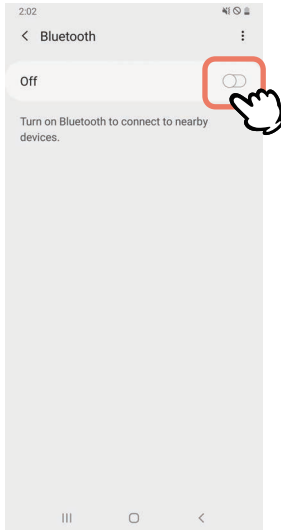 2:02
Bluetooth
Off
Turn on Bluetooth to connect to nearby
devices.